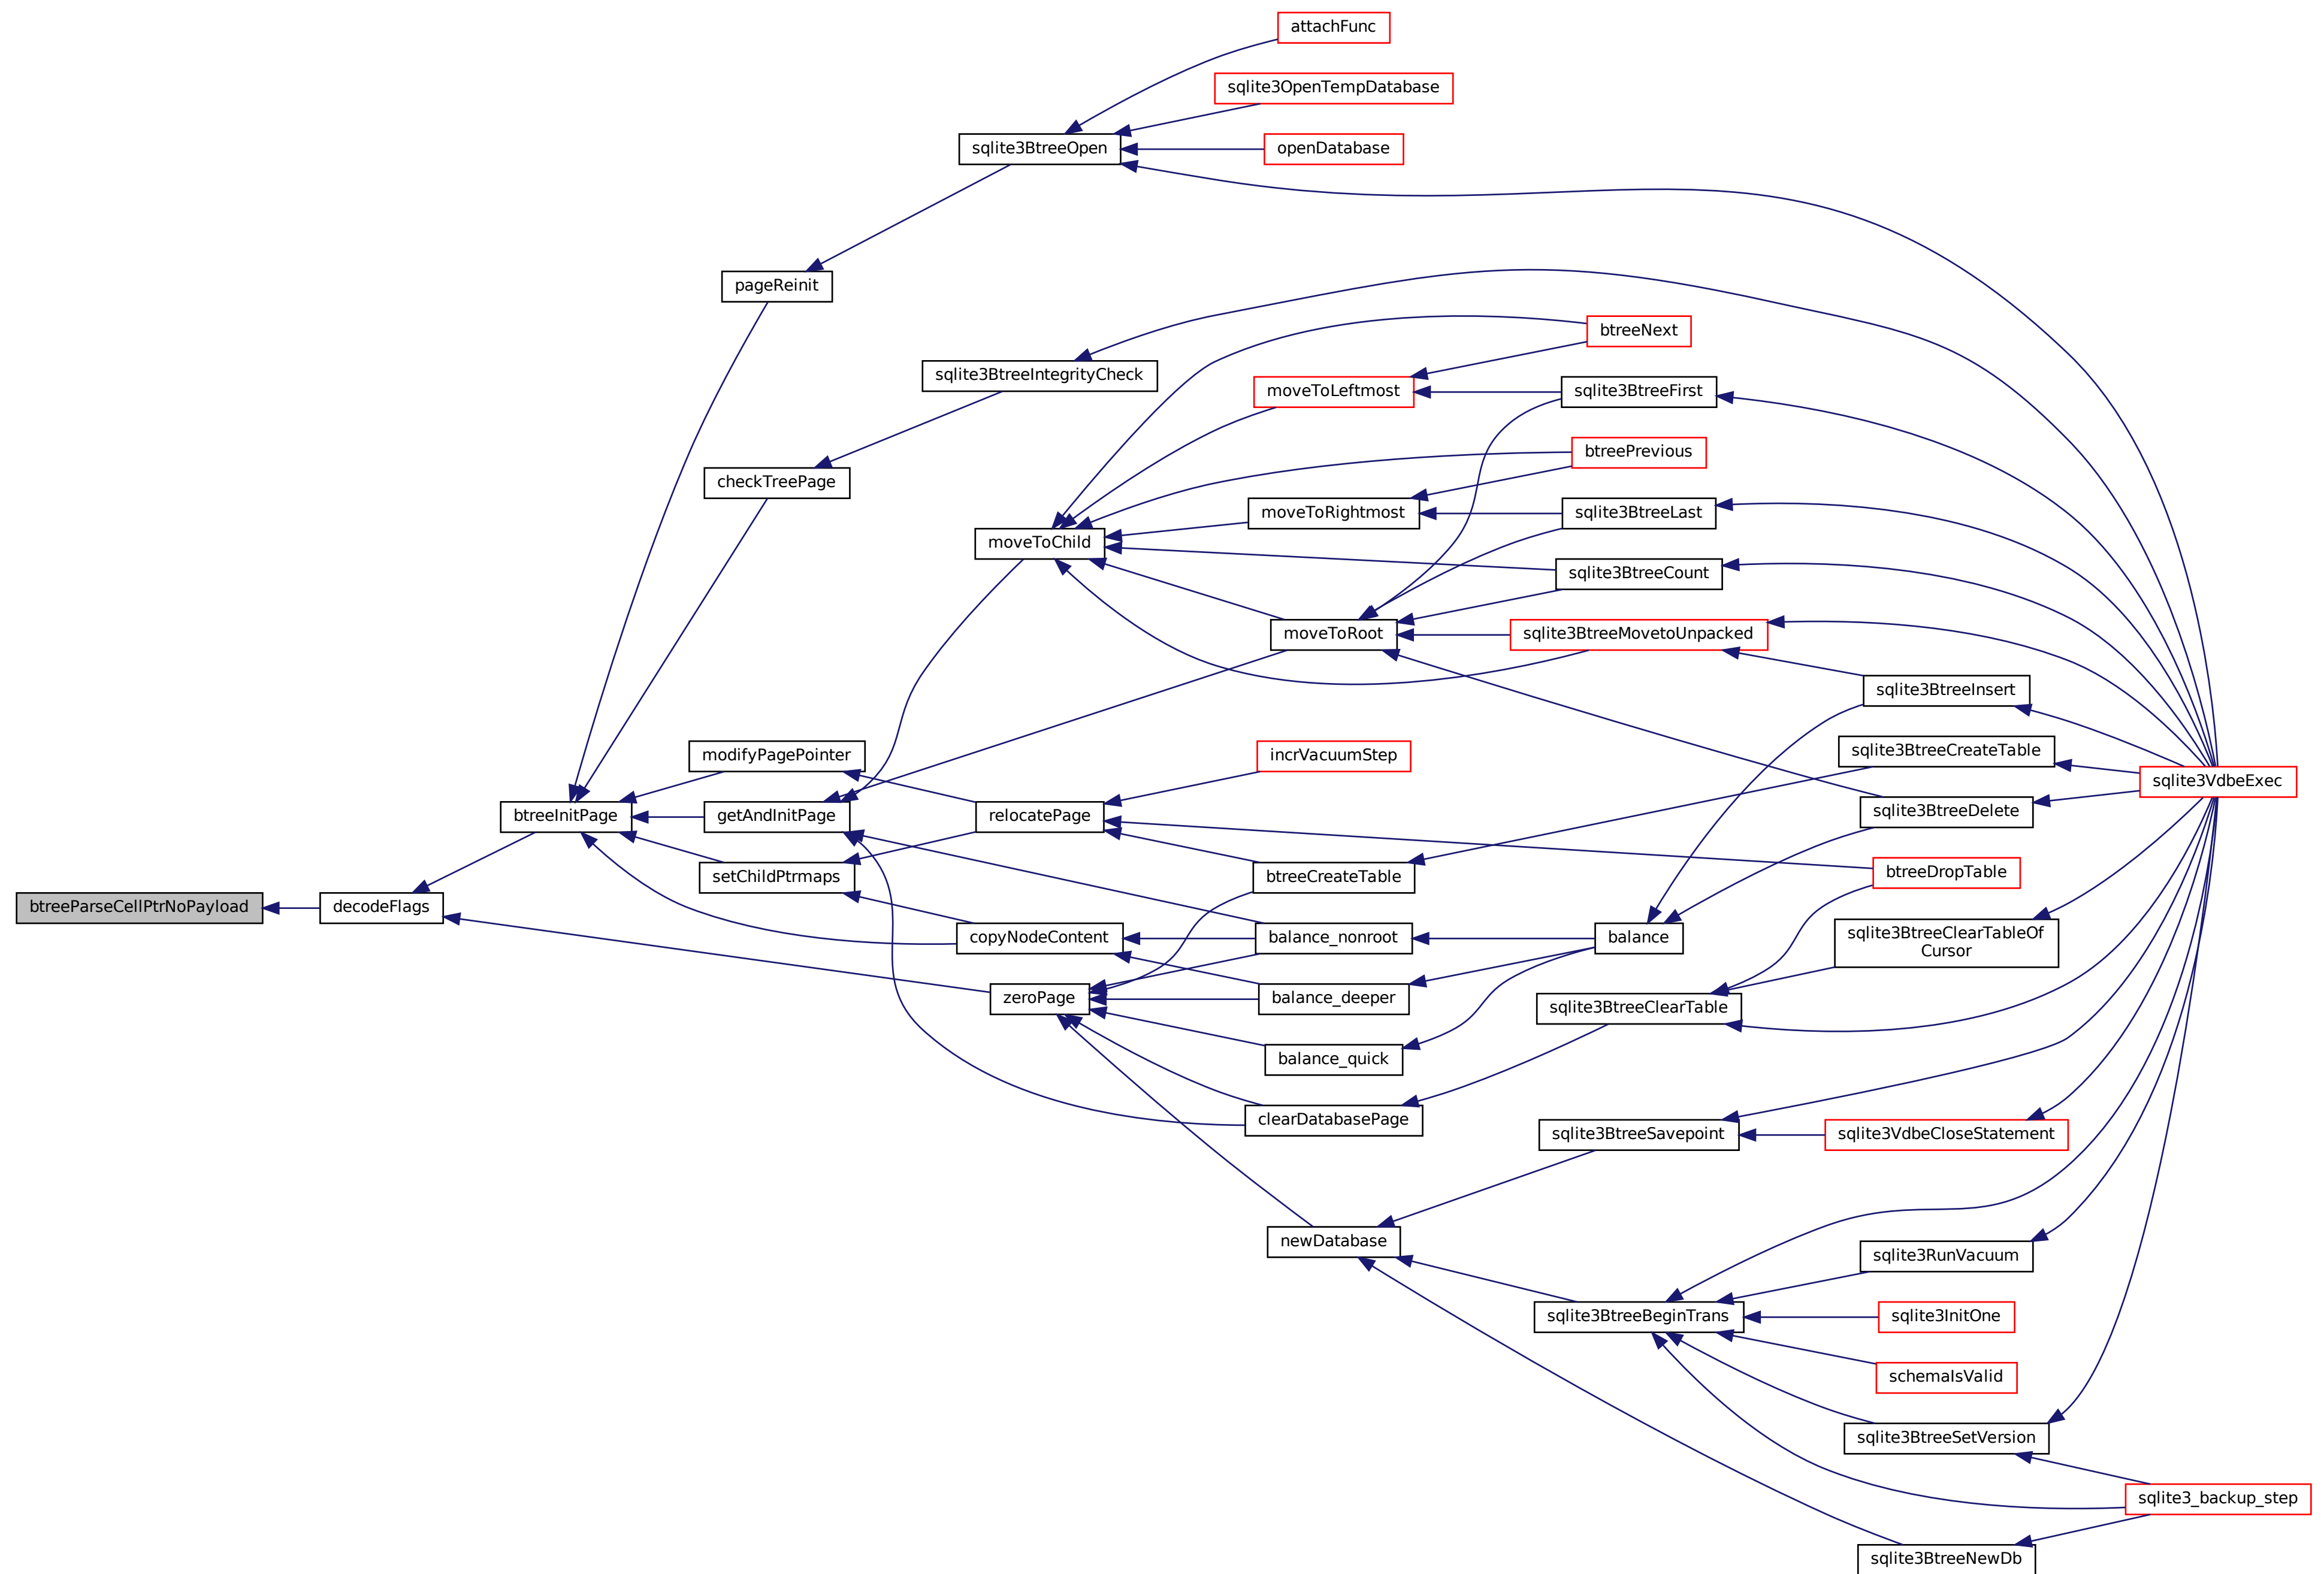 attachFunc
sqlite3OpenTempDatabase
sqlite3BtreeOpen
openDatabase
pageReinit
btreeNext
sqlite3BtreeIntegrityCheck
moveToLeftmost
sqlite3BtreeFirst
btreePrevious
checkTreePage
moveToRightmost
sqlite3BtreeLast
moveToChild
sqlite3BtreeCount
moveToRoot
sqlite3BtreeMovetoUnpacked
sqlite3BtreeInsert
modifyPagePointer
incrVacuumStep
sqlite3BtreeCreateTable
sqlite3VdbeExec
btreeInitPage
getAndInitPage
relocatePage
sqlite3BtreeDelete
setChildPtrmaps
btreeCreateTable
btreeDropTable
btreeParseCellPtrNoPayload
decodeFlags
copyNodeContent
balance_nonroot
balance
sqlite3BtreeClearTableOf
Cursor
zeroPage
balance_deeper
sqlite3BtreeClearTable
balance_quick
clearDatabasePage
sqlite3BtreeSavepoint
sqlite3VdbeCloseStatement
newDatabase
sqlite3RunVacuum
sqlite3BtreeBeginTrans
sqlite3InitOne
schemaIsValid
sqlite3BtreeSetVersion
sqlite3_backup_step
sqlite3BtreeNewDb